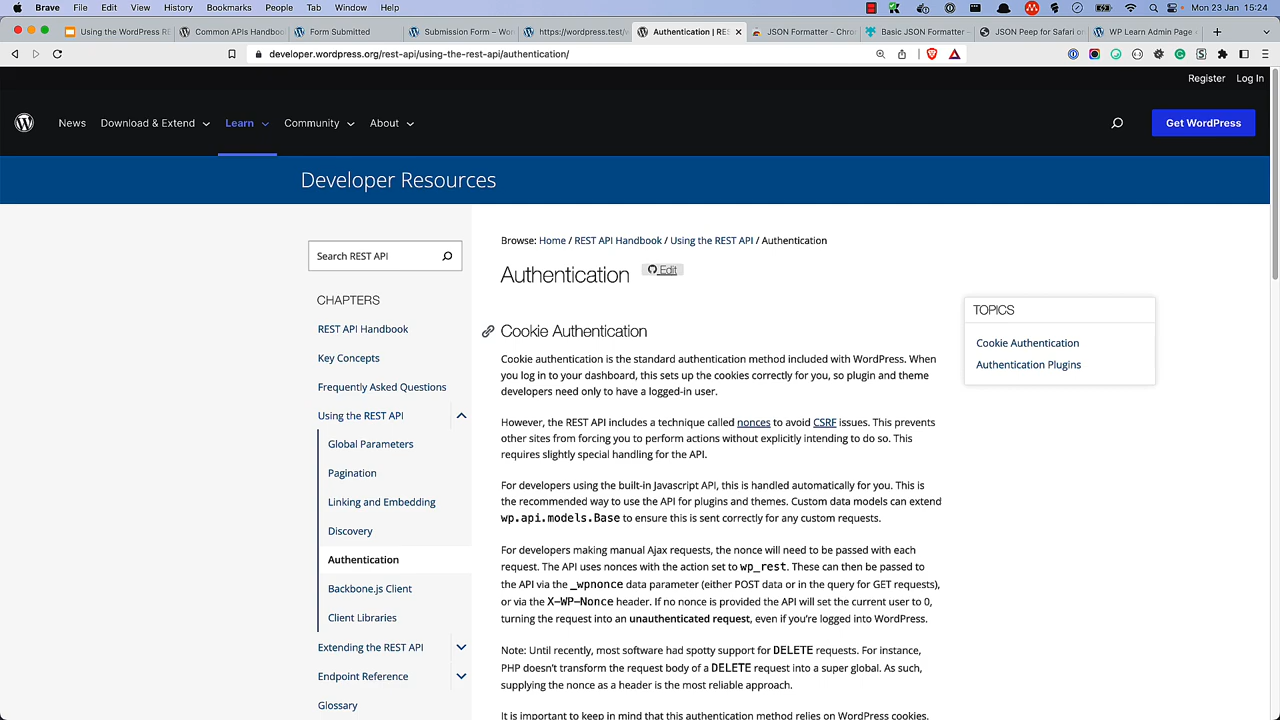 Brave File Edit View History Bookmarks People Tab Window Help Mon 23 Jan 15:24
Using the WordPress RE Common APIs Handboo Form Submitted Submission Form – Wor https://wordpress.test/w Authentication | RES JSON Formatter - Chro Basic JSON Formatter - JSON Peep for Safari on WP Learn Admin Page
developer.wordpress.org/rest-api/using-the-rest-api/authentication/
Register Log In
News Download & Extend Learn Community About Get WordPress
Developer Resources
Search REST API
CHAPTERS
REST API Handbook
Key Concepts
Frequently Asked Questions
Using the REST API
Global Parameters
Pagination
Linking and Embedding
Discovery
Authentication
Backbone.js Client
Client Libraries
Extending the REST API
Endpoint Reference
Glossary
Browse: Home / REST API Handbook / Using the REST API / Authentication
Authentication Edit
Cookie Authentication
Cookie authentication is the standard authentication method included with WordPress. When
you log in to your dashboard, this sets up the cookies correctly for you, so plugin and theme
developers need only to have a logged-in user.
However, the REST API includes a technique called nonces to avoid CSRF issues. This prevents
other sites from forcing you to perform actions without explicitly intending to do so. This
requires slightly special handling for the API.
For developers using the built-in Javascript API, this is handled automatically for you. This is
the recommended way to use the API for plugins and themes. Custom data models can extend
wp.api.models.Base to ensure this is sent correctly for any custom requests.
For developers making manual Ajax requests, the nonce will need to be passed with each
request. The API uses nonces with the action set to wp_rest. These can then be passed to
the API via the _wpnonce data parameter (either POST data or in the query for GET requests),
or via the X-WP-Nonce header. If no nonce is provided the API will set the current user to 0,
turning the request into an unauthenticated request, even if you're logged into WordPress.
Note: Until recently, most software had spotty support for DELETE requests. For instance,
PHP doesn't transform the request body of a DELETE request into a super global. As such,
supplying the nonce as a header is the most reliable approach.
It is important to keep in mind that this authentication method relies on WordPress cookies.
TOPICS
Cookie Authentication
Authentication Plugins